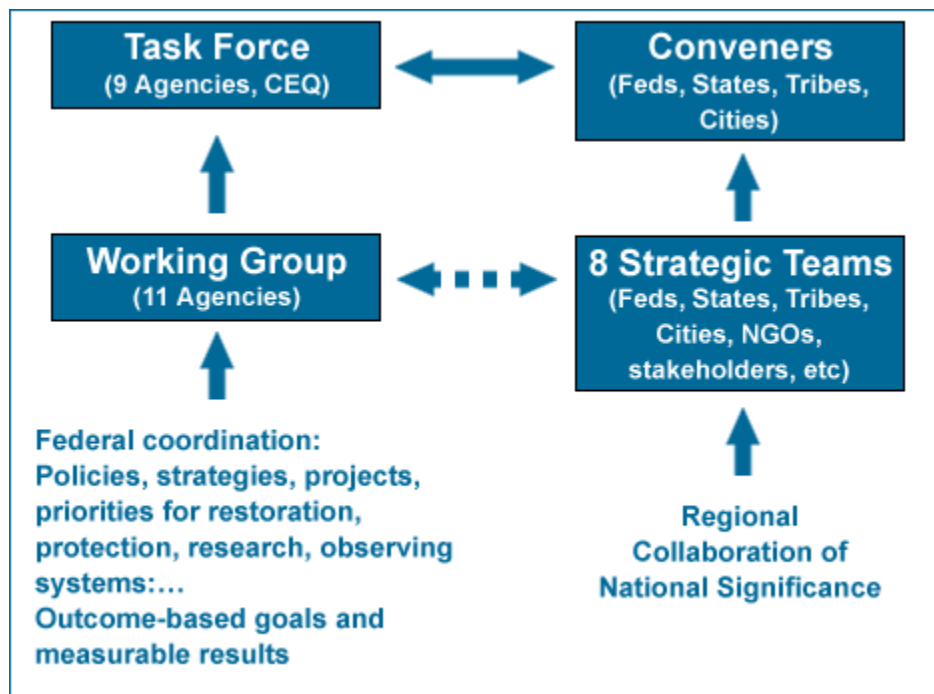 Task Force
(9 Agencies, CEQ)
Conveners
(Feds, States, Tribes,
Cities)
Working Group
(11 Agencies)
8 Strategic Teams
(Feds, States, Tribes,
Cities, NGOs,
stakeholders, etc)
Federal coordination:
Policies, strategies, projects,
priorities for restoration,
protection, research, observing
systems:...
Outcome-based goals and
measurable results
Regional
Collaboration of
National Significance